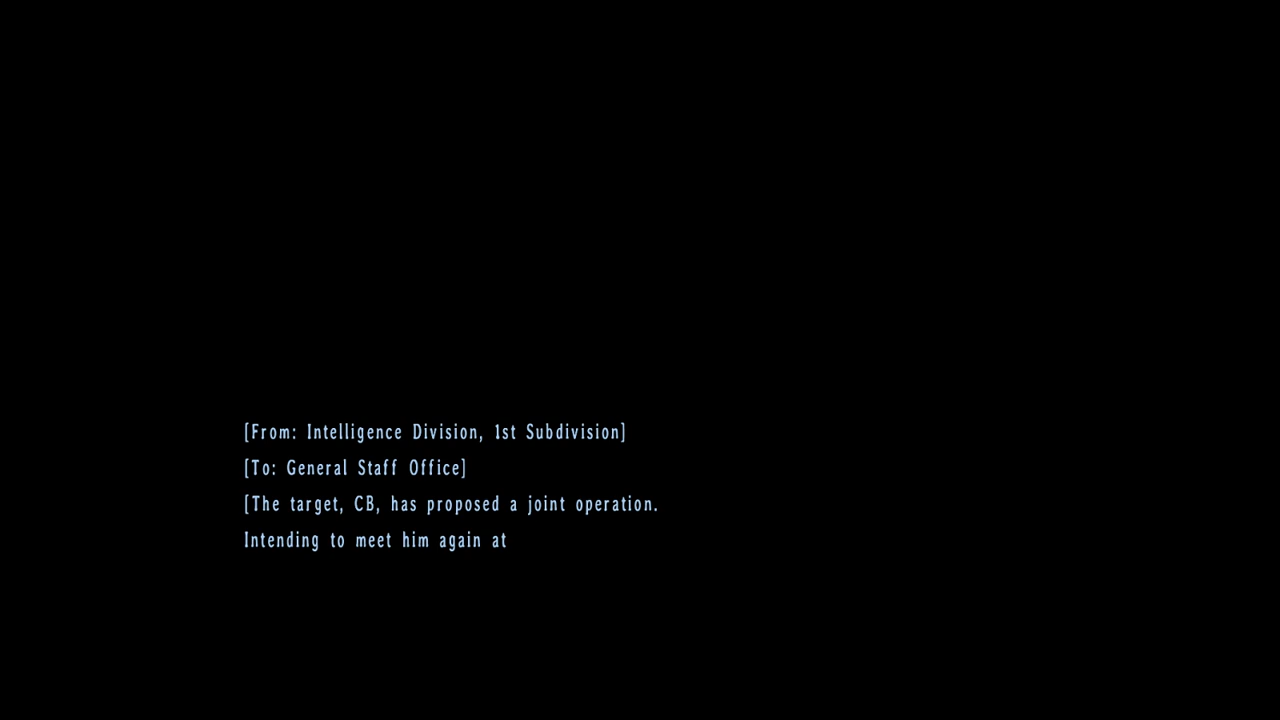 [From: Intelligence Division, 1st Subdivision]
[To: General Staff Office]
[The target, CB, has proposed a joint operation.
Intending to meet him again at